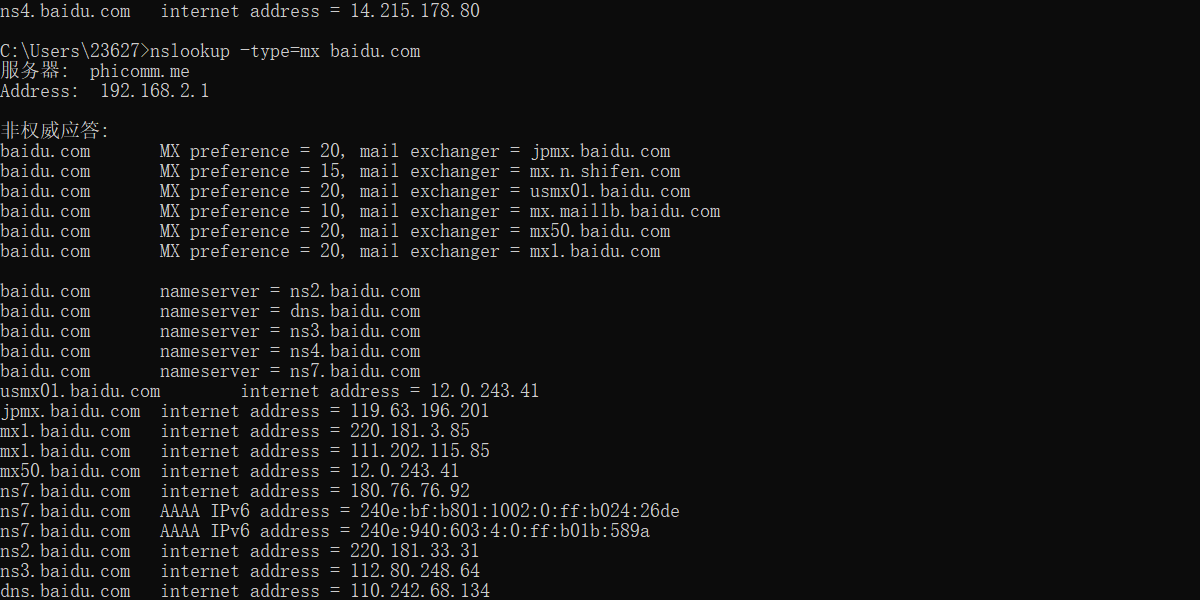 ns4.baidu.com   internet address = 14.215.178.80
C:\Users\23627>nslookup -type=mx baidu.com
服务器:  phicomm.me
Address:  192.168.2.1
非权威应答:
baidu.com       MX preference = 20, mail exchanger = jpmx.baidu.com
baidu.com       MX preference = 15, mail exchanger = mx.n.shifen.com
baidu.com       MX preference = 20, mail exchanger = usmx01.baidu.com
baidu.com       MX preference = 10, mail exchanger = mx.maillb.baidu.com
baidu.com       MX preference = 20, mail exchanger = mx50.baidu.com
baidu.com       MX preference = 20, mail exchanger = mx1.baidu.com
baidu.com       nameserver = ns2.baidu.com
baidu.com       nameserver = dns.baidu.com
baidu.com       nameserver = ns3.baidu.com
baidu.com       nameserver = ns4.baidu.com
baidu.com       nameserver = ns7.baidu.com
usmx01.baidu.com        internet address = 12.0.243.41
jpmx.baidu.com  internet address = 119.63.196.201
mx1.baidu.com   internet address = 220.181.3.85
mx1.baidu.com   internet address = 111.202.115.85
mx50.baidu.com  internet address = 12.0.243.41
ns7.baidu.com   internet address = 180.76.76.92
ns7.baidu.com   AAAA IPv6 address = 240e:bf:b801:1002:0:ff:b024:26de
ns7.baidu.com   AAAA IPv6 address = 240e:940:603:4:0:ff:b01b:589a
ns2.baidu.com   internet address = 220.181.33.31
ns3.baidu.com   internet address = 112.80.248.64
dns.baidu.com   internet address = 110.242.68.134